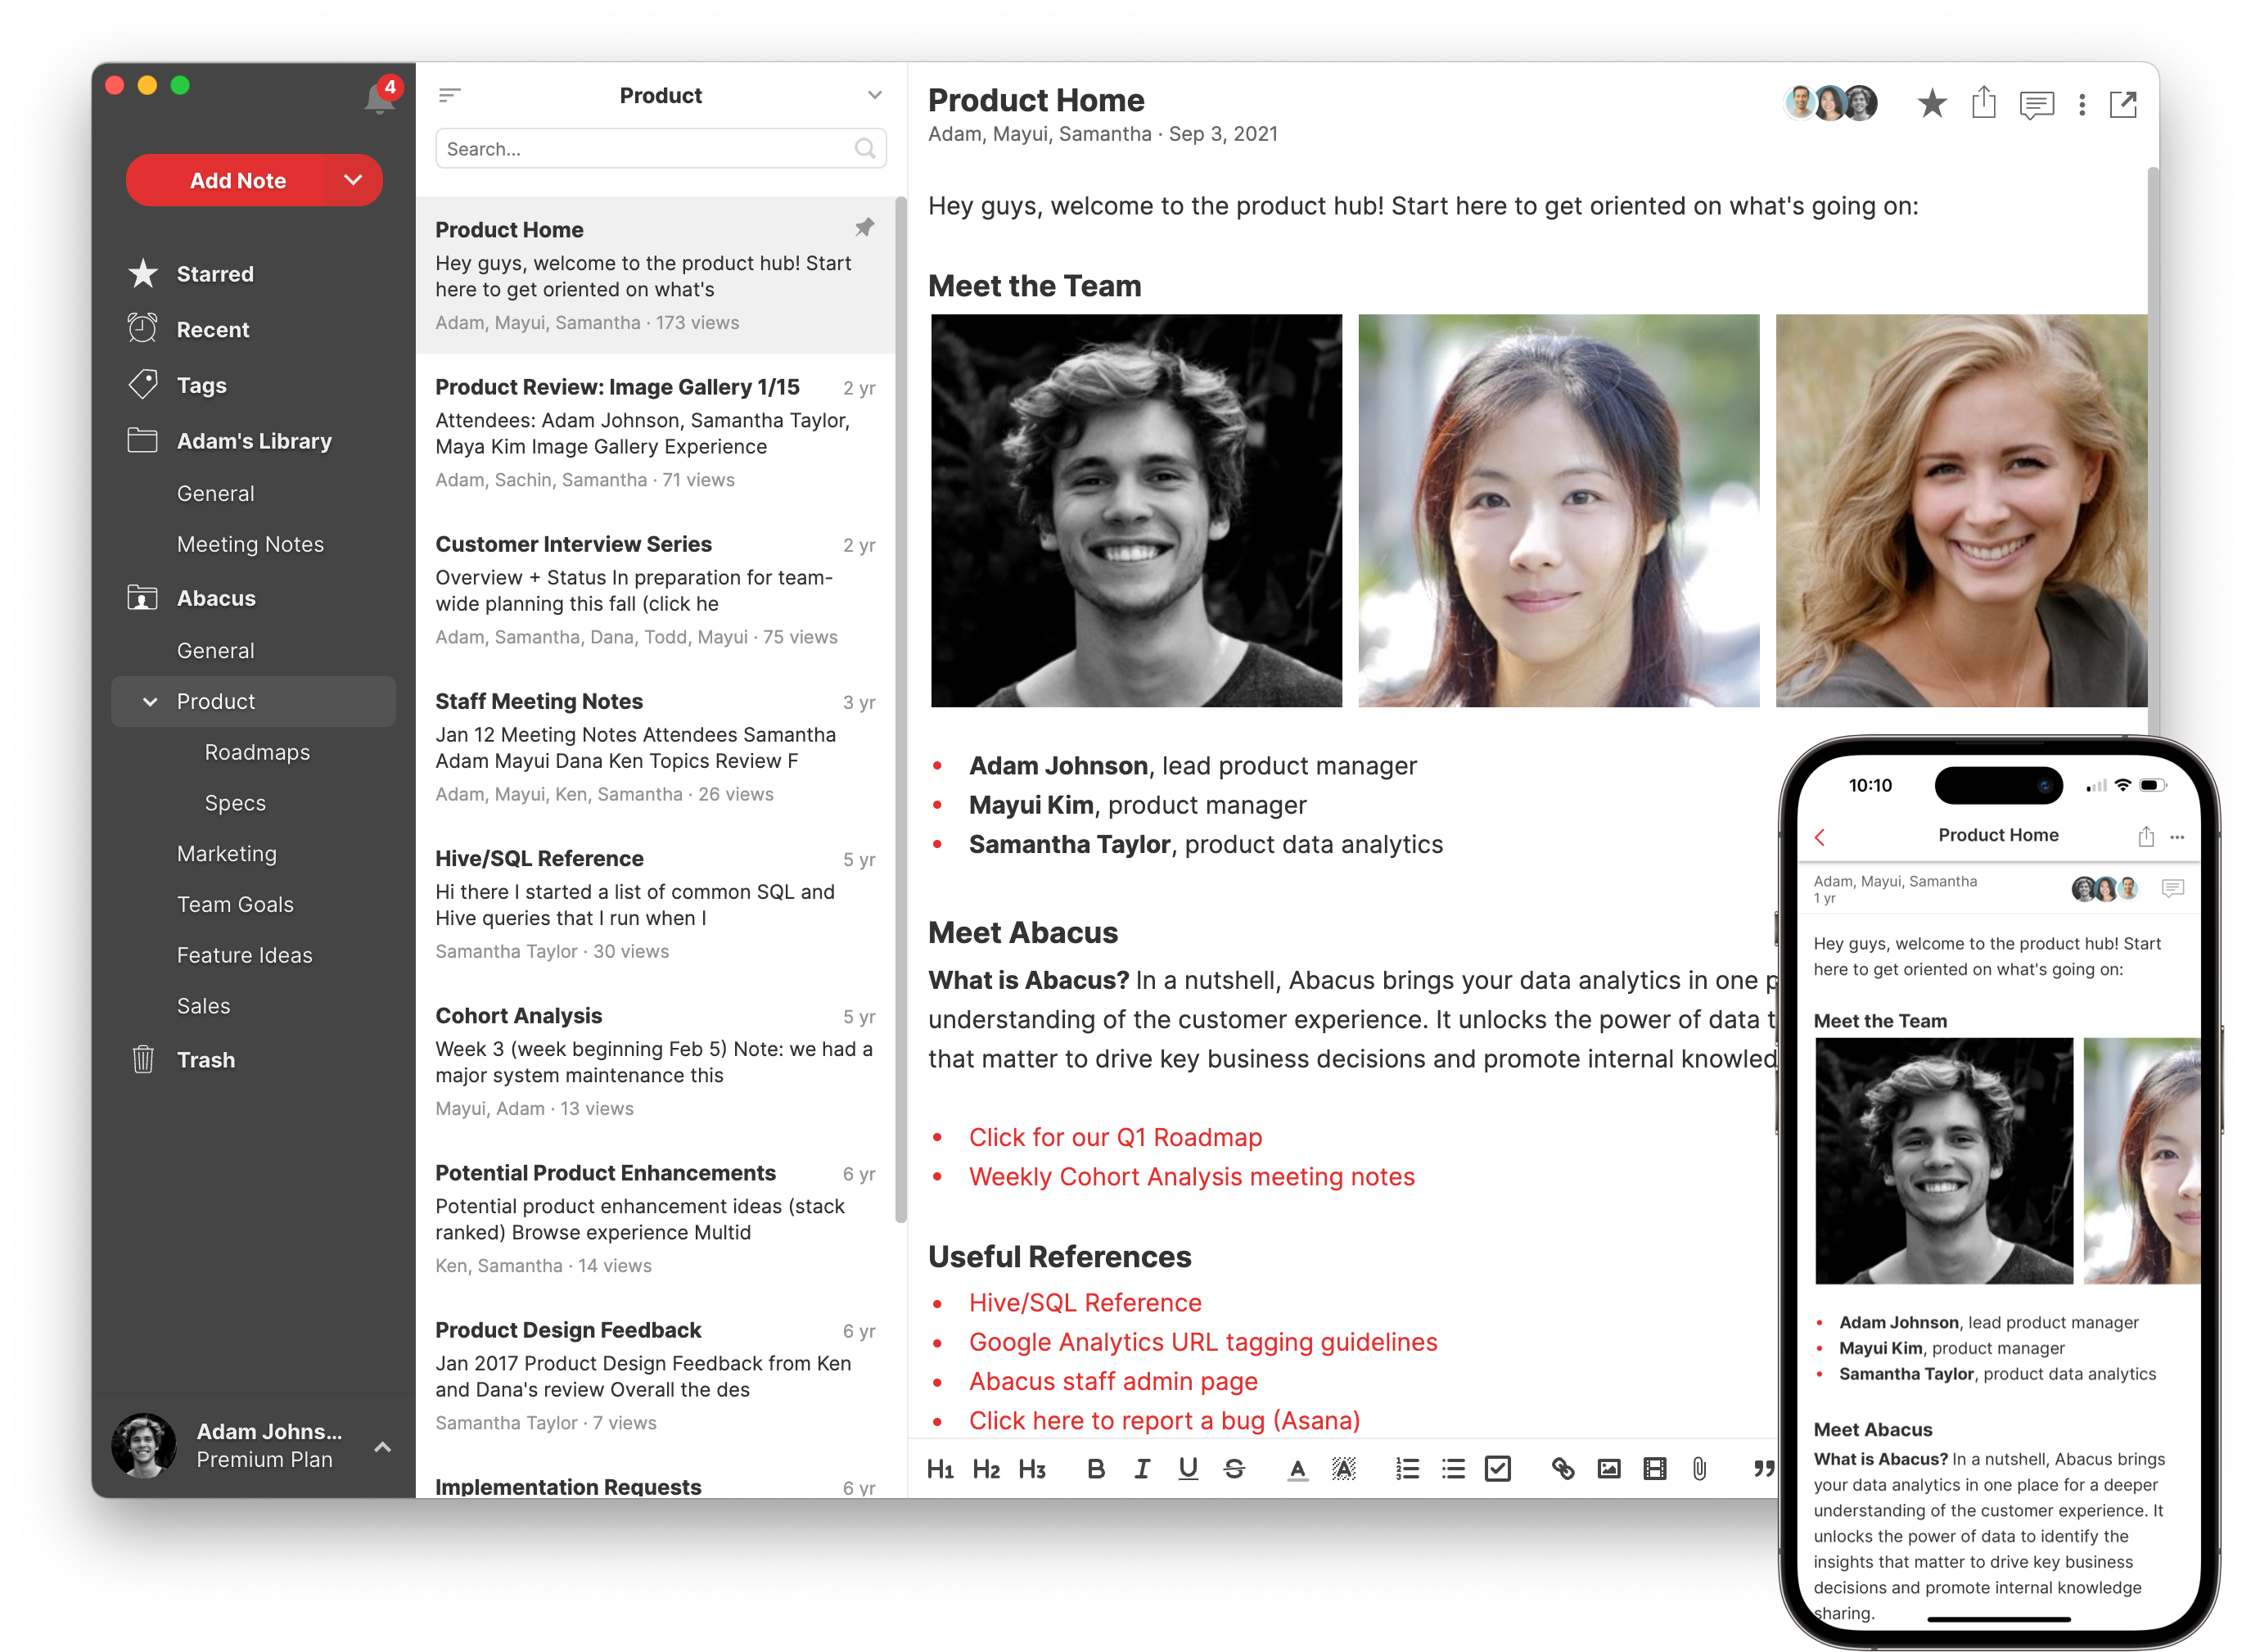 4
Add Note
Starred
Recent
Tags
Adam's Library
General
Meeting Notes
Abacus
General
Product
Roadmaps
Specs
Marketing
Team Goals
Feature Ideas
Sales
Trash
Adam Johns...
Premium Plan
Product
Search...
Product Home
Hey guys, welcome to the product hub! Start
here to get oriented on what's
Adam, Mayui, Samantha · 173 views
Product Review: Image Gallery 1/15 2 yr
Attendees: Adam Johnson, Samantha Taylor,
Maya Kim Image Gallery Experience
Adam, Sachin, Samantha · 71 views
Customer Interview Series 2 yr
Overview + Status In preparation for team-
wide planning this fall (click he
Adam, Samantha, Dana, Todd, Mayui · 75 views
Staff Meeting Notes 3 yr
Jan 12 Meeting Notes Attendees Samantha
Adam Mayui Dana Ken Topics Review F
Adam, Mayui, Ken, Samantha · 26 views
Hive/SQL Reference 5 yr
Hi there I started a list of common SQL and
Hive queries that I run when I
Samantha Taylor · 30 views
Cohort Analysis 5 yr
Week 3 (week beginning Feb 5) Note: we had a
major system maintenance this
Mayui, Adam · 13 views
Potential Product Enhancements 6 yr
Potential product enhancement ideas (stack
ranked) Browse experience Multid
Ken, Samantha · 14 views
Product Design Feedback 6 yr
Jan 2017 Product Design Feedback from Ken
and Dana's review Overall the des
Samantha Taylor · 7 views
Implementation Requests 6 yr
Product Home
Adam, Mayui, Samantha · Sep 3, 2021
Hey guys, welcome to the product hub! Start here to get oriented on what's going on:
Meet the Team
• Adam Johnson, lead product manager
• Mayui Kim, product manager
• Samantha Taylor, product data analytics
Meet Abacus
What is Abacus? In a nutshell, Abacus brings your data analytics in one p
understanding of the customer experience. It unlocks the power of data t
that matter to drive key business decisions and promote internal knowled
• Click for our Q1 Roadmap
• Weekly Cohort Analysis meeting notes
Useful References
• Hive/SQL Reference
• Google Analytics URL tagging guidelines
• Abacus staff admin page
• Click here to report a bug (Asana)
H1 H2 H3 B I U S A A
10:10
Product Home
Adam, Mayui, Samantha
1 yr
Hey guys, welcome to the product hub! Start
here to get oriented on what's going on:
Meet the Team
• Adam Johnson, lead product manager
• Mayui Kim, product manager
• Samantha Taylor, product data analytics
Meet Abacus
What is Abacus? In a nutshell, Abacus brings
your data analytics in one place for a deeper
understanding of the customer experience. It
unlocks the power of data to identify the
insights that matter to drive key business
decisions and promote internal knowledge
sharing.